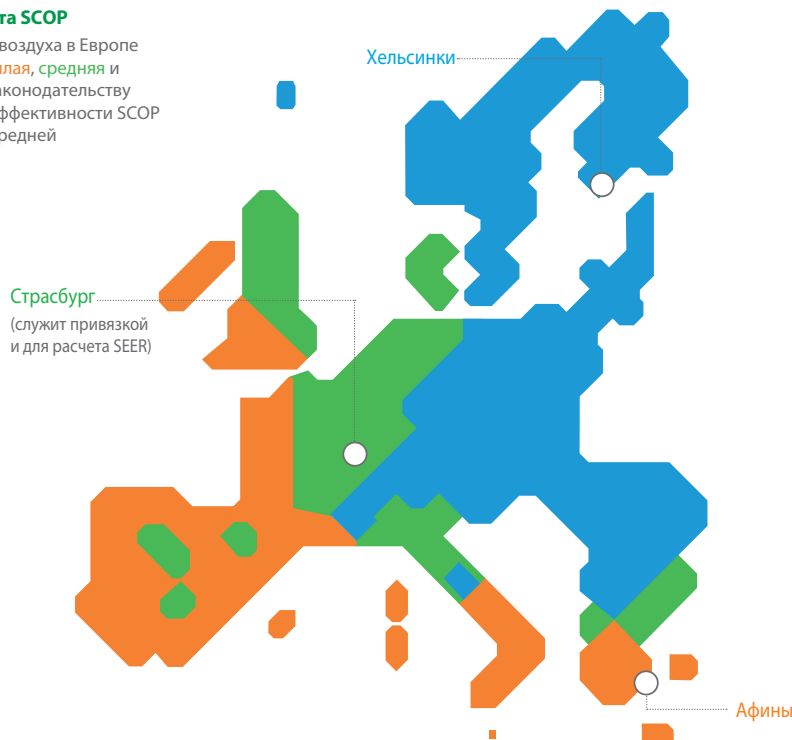 та SCOP
воздуха в Европе
лая, средняя и
аконодательству
ффективности SCOP
редней
Хельсинки
Страсбург
(служит привязкой
и для расчета SEER)
Афины